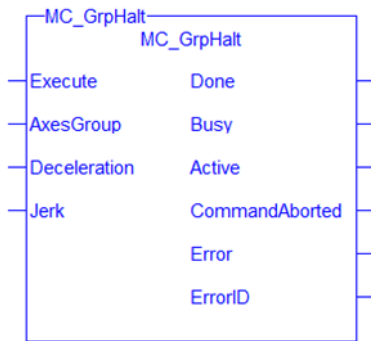 MC_GrpHalt
MC_GrpHalt
Execute Done
AxesGroup Busy
Deceleration Active
Jerk CommandAborted
Error
ErrorID